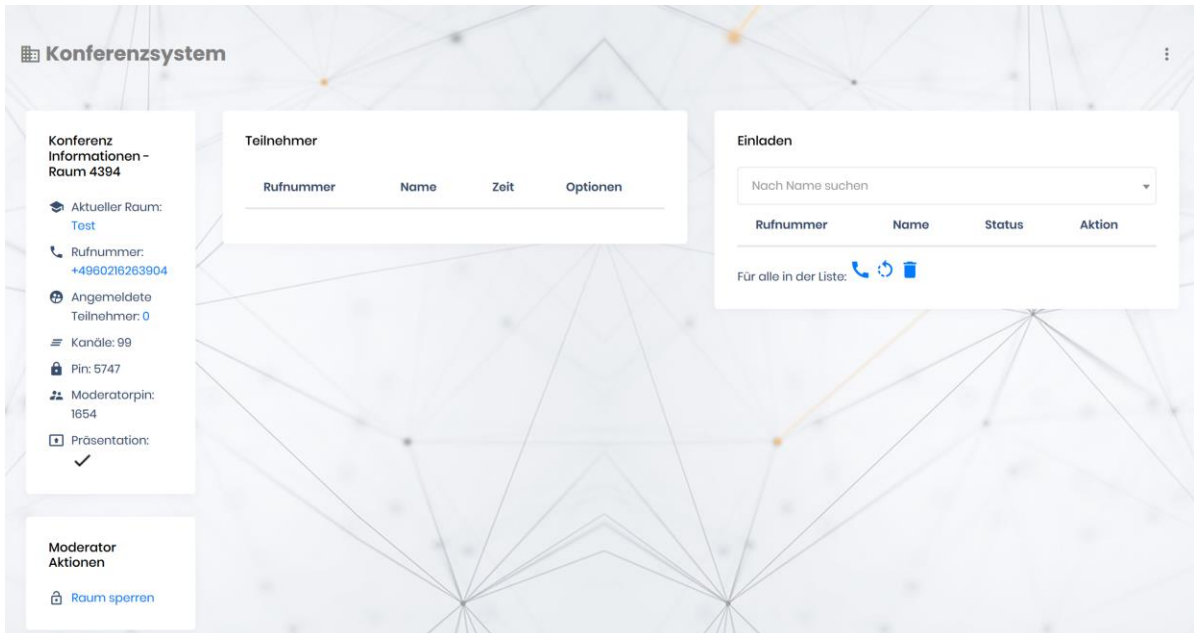 Konferenzsystem
Konferenz
Informationen -
Raum 4394
Aktueller Raum:
Test
Rufnummer:
+4960216263904
Angemeldete
Teilnehmer: 0
Kanäle: 99
Pin: 5747
Moderatorpin:
1654
Präsentation:
Moderator
Aktionen
Raum sperren
Teilnehmer
Rufnummer Name Zeit Optionen
Einladen
Nach Name suchen
Rufnummer Name Status Aktion
Für alle in der Liste: